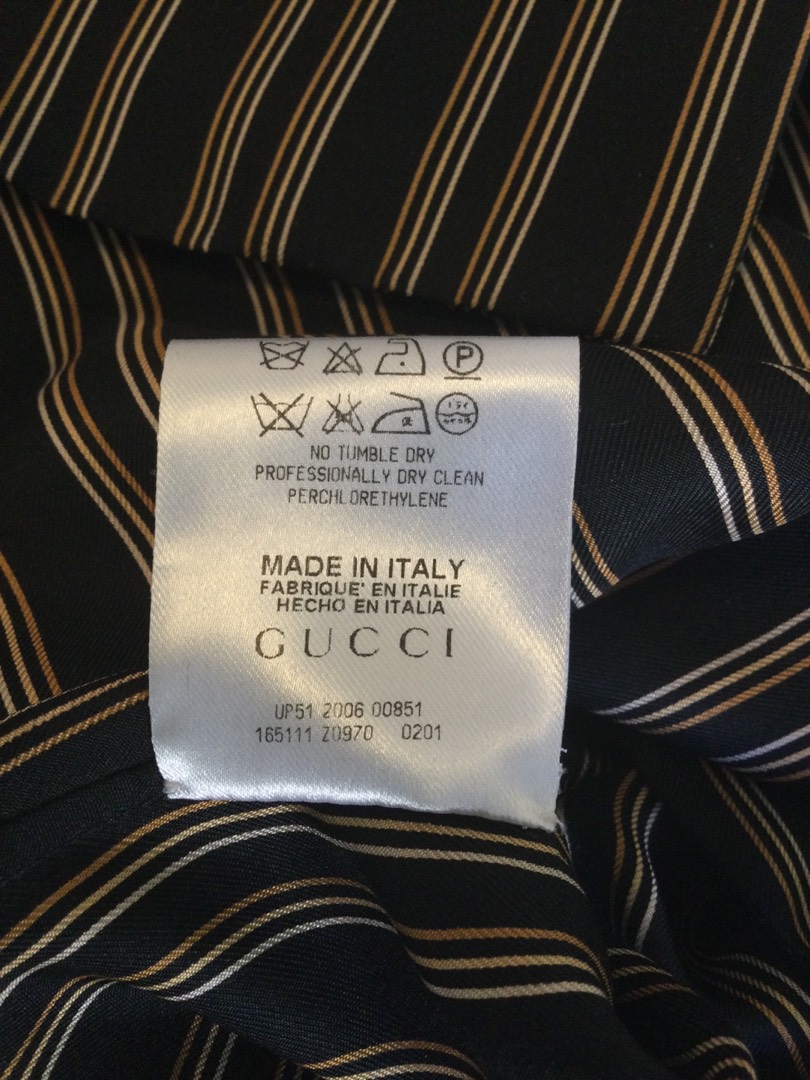 P
NO TUMBLE DRY
PROFESSIONALLY DRY CLEAN
PERCHLORETHYLENE
MADE IN ITALY
FABRIQUE' EN ITALIE
HECHO EN ITALIA
GUCCI
UP51 2006 00851
165111 Z0970 0201